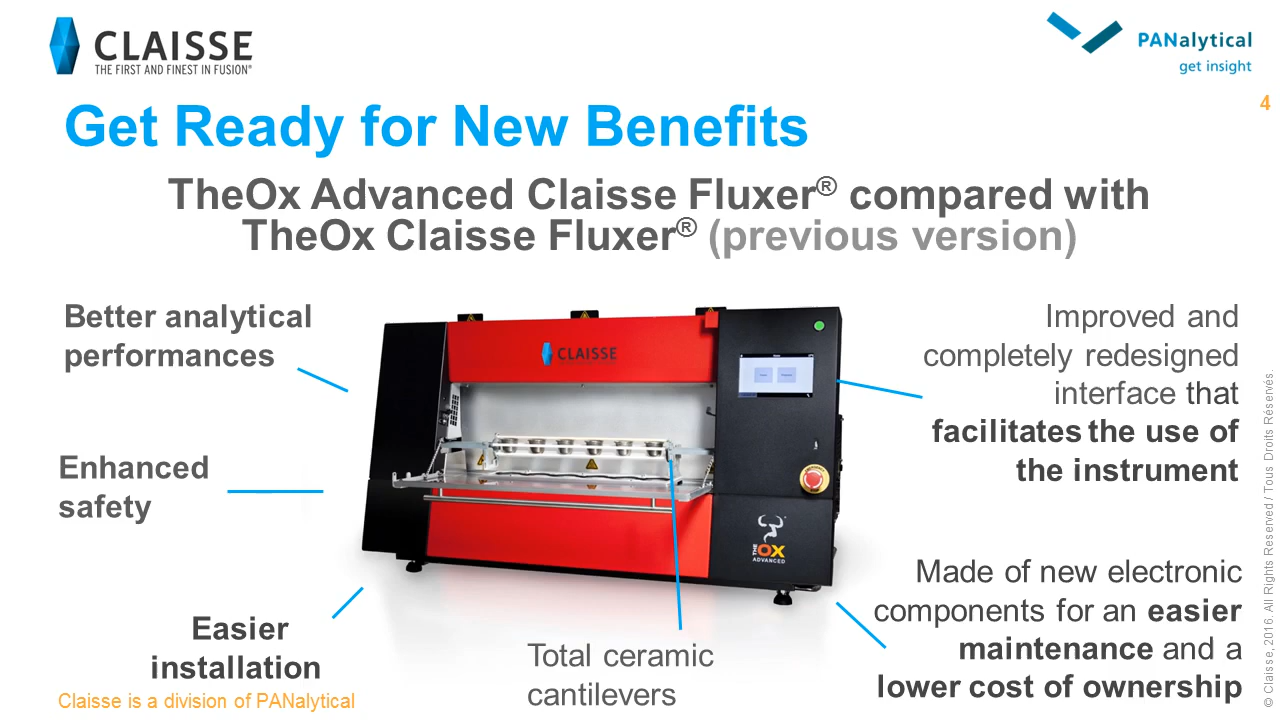 CLAISSE
THE FIRST AND FINEST IN FUSION®
PANalytical
get insight
4
Get Ready for New Benefits
TheOx Advanced Claisse Fluxer® compared with
TheOx Claisse Fluxer® (previous version)
Better analytical
performances
Enhanced
safety
Easier
installation
CLAISSE
THE OX
ADVANCED
Total ceramic
cantilevers
Improved and
completely redesigned
interface that
facilitates the use of
the instrument
Made of new electronic
components for an easier
maintenance and a
lower cost of ownership
Claisse is a division of PANalytical
© Claisse, 2016. All Rights Reserved / Tous Droits Réservés.